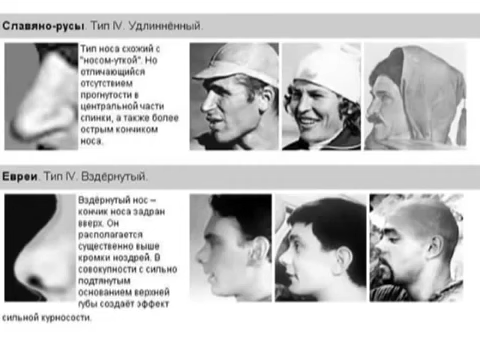 Славяно-русы. Тип IV. Удлиннённый.
Тип носа схожий с
"носом-уткой". Но
отличающийся
отсутствием
прогнутости в
центральной части
спинки, а также более
острым кончиком
носа.
Евреи. Тип IV. Вздёрнутый.
Вздёрнутый нос –
кончик носа задран
вверх. Он
располагается
существенно выше
кромки ноздрей. В
совокупности с сильно
подтянутым
основанием верхней
губы создаёт эффект
сильной курносости.